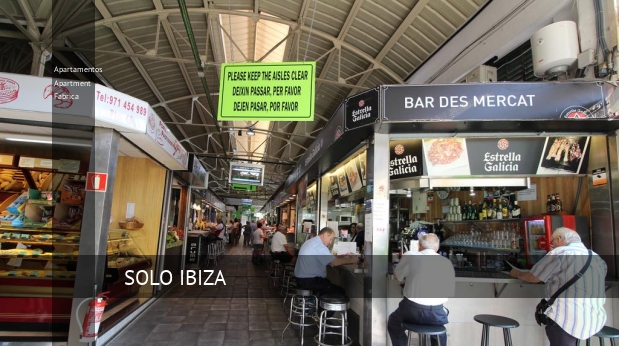 Apartamentos
Apartment
Fabrica
PLEASE KEEP THE AISLES CLEAR
DEIXIN PASSAR, PER FAVOR
DEJEN PASAR, POR FAVOR
Tel:971 454 989
Estrella
Galicia
BAR DES MERCAT
Estrella
Galicia
Estrella
Galicia
SOLO IBIZA